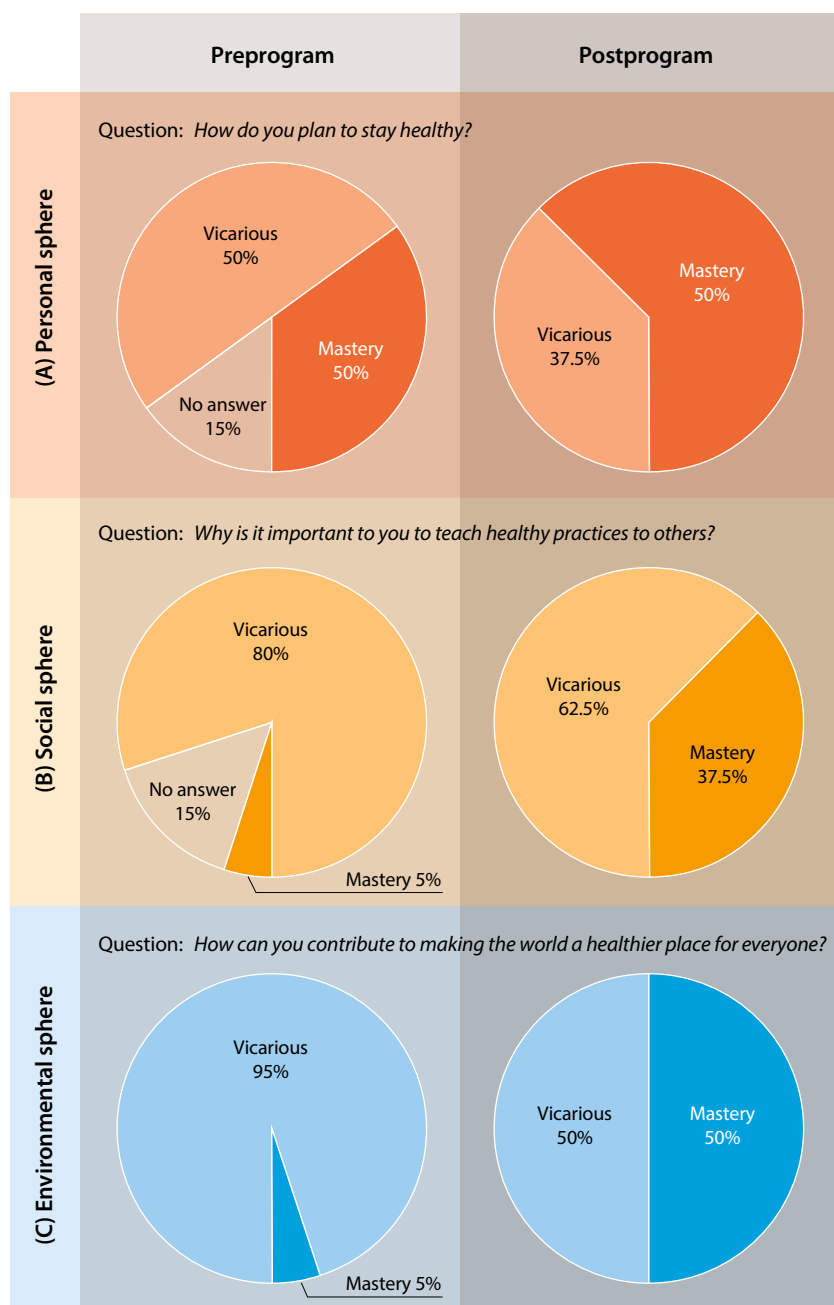 Preprogram
Postprogram
(A) Personal sphere
Question: How do you plan to stay healthy?
Vicarious
50%
Mastery
50%
No answer
15%
Mastery
50%
Vicarious
37.5%
(B) Social sphere
Question: Why is it important to you to teach healthy practices to others?
Vicarious
80%
No answer
15%
Mastery 5%
Vicarious
62.5%
Mastery
37.5%
(C) Environmental sphere
Question: How can you contribute to making the world a healthier place for everyone?
Vicarious
95%
Mastery 5%
Vicarious
50%
Mastery
50%